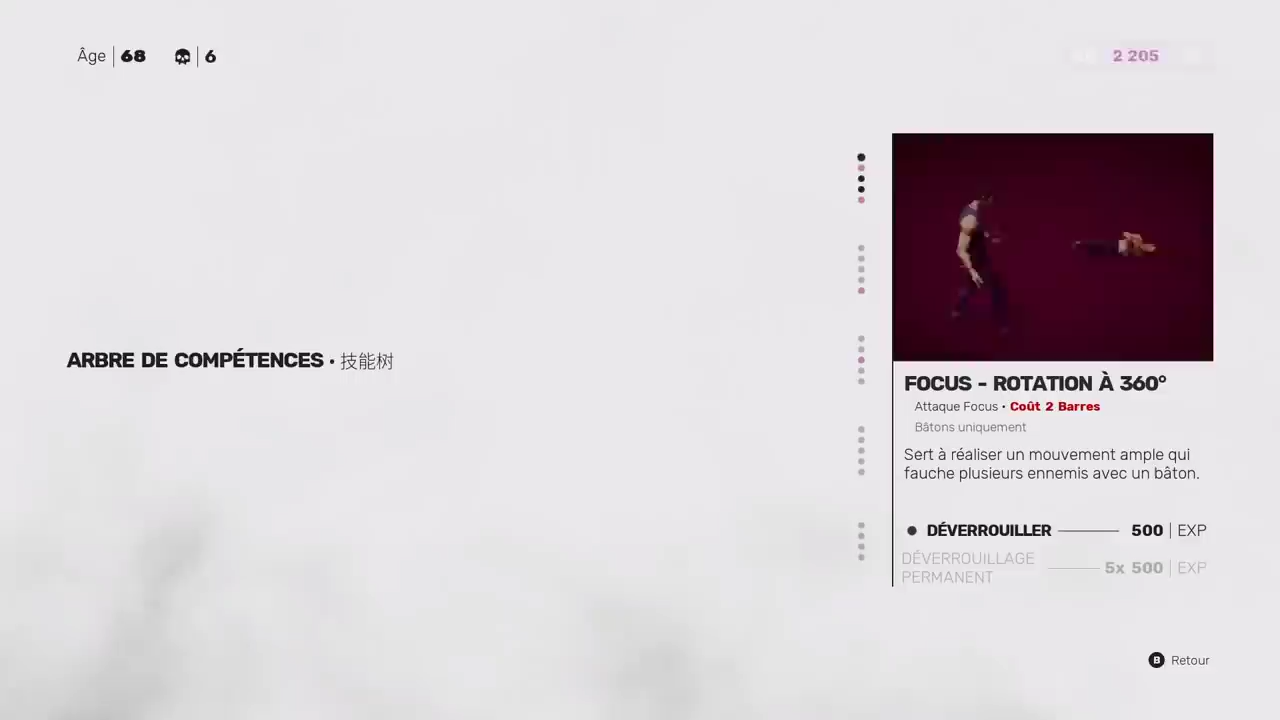 Âge 68 6
2 205
ARBRE DE COMPÉTENCES • 技能树
FOCUS - ROTATION À 360°
Attaque Focus • Coût 2 Barres
Bâtons uniquement
Sert à réaliser un mouvement ample qui
fauche plusieurs ennemis avec un bâton.
DÉVERROUILLER 500 | EXP
DÉVERROUILLAGE
PERMANENT 5x 500 | EXP
B Retour